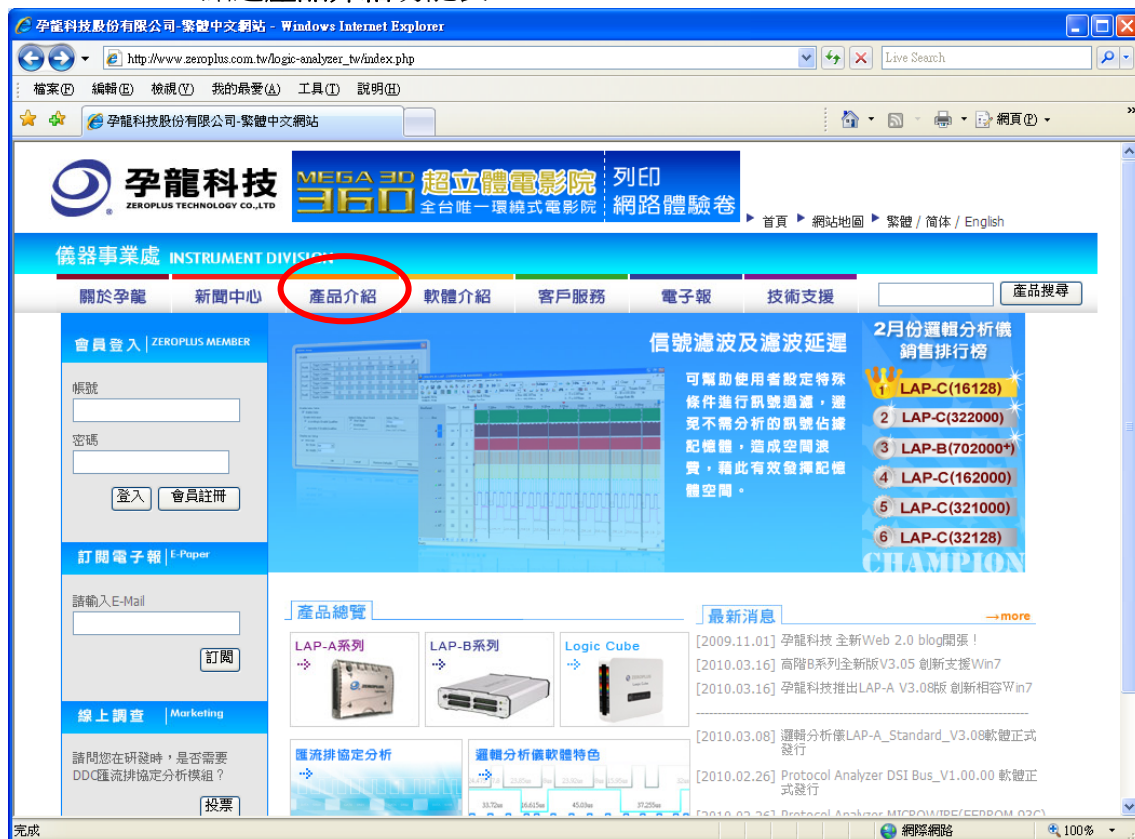 孕龍科技股份有限公司-繁體中文網站 - Windows Internet Explorer
http://www.zeroplus.com.tw/logic-analyzer_tw/index.php
Live Search
檔案(F) 編輯(E) 檢視(V) 我的最愛(A) 工具(T) 說明(H)
孕龍科技股份有限公司-繁體中文網站
網頁(P)
孕龍科技
ZEROPLUS TECHNOLOGY CO.,LTD
MEGA 3D
360
超立體電影院
全台唯一環繞式電影院
列印
網路體驗卷
首頁 網站地圖 繁體 / 简体 / English
儀器事業處 INSTRUMENT DIVISION
關於孕龍 新聞中心 產品介紹 軟體介紹 客戶服務 電子報 技術支援 產品搜尋
會員登入 ZEROPLUS MEMBER
帳號
密碼
登入 會員註冊
訂閱電子報 E-Paper
請輸入E-Mail
訂閱
線上調查 Marketing
請問您在研發時，是否需要
DDC匯流排協定分析模組？
投票
信號濾波及濾波延遲
可幫助使用者設定特殊
條件進行訊號過濾，避
免不需分析的訊號佔據
記憶體，造成空間浪
費，藉此有效發揮記憶
體空間。
2月份邏輯分析儀
銷售排行榜
1 LAP-C(16128)
2 LAP-C(322000)
3 LAP-B(702000+)
4 LAP-C(162000)
5 LAP-C(321000)
6 LAP-C(32128)
CHAMPION
產品總覽
LAP-A系列
LAP-B系列
Logic Cube
匯流排協定分析
邏輯分析儀軟體特色
最新消息
→more
[2009.11.01] 孕龍科技 全新Web 2.0 blog開張！
[2010.03.16] 高階B系列全新版V3.05 創新支援Win7
[2010.03.16] 孕龍科技推出LAP-A V3.08版 創新相容Win7
[2010.03.08] 邏輯分析儀LAP-A_Standard_V3.08軟體正式
發行
[2010.02.26] Protocol Analyzer DSI Bus_V1.00.00 軟體正
式發行
[2010.02.26] Protocol Analyzer MICROWIRE(EEPROM 93C)
完成
網際網路
100%